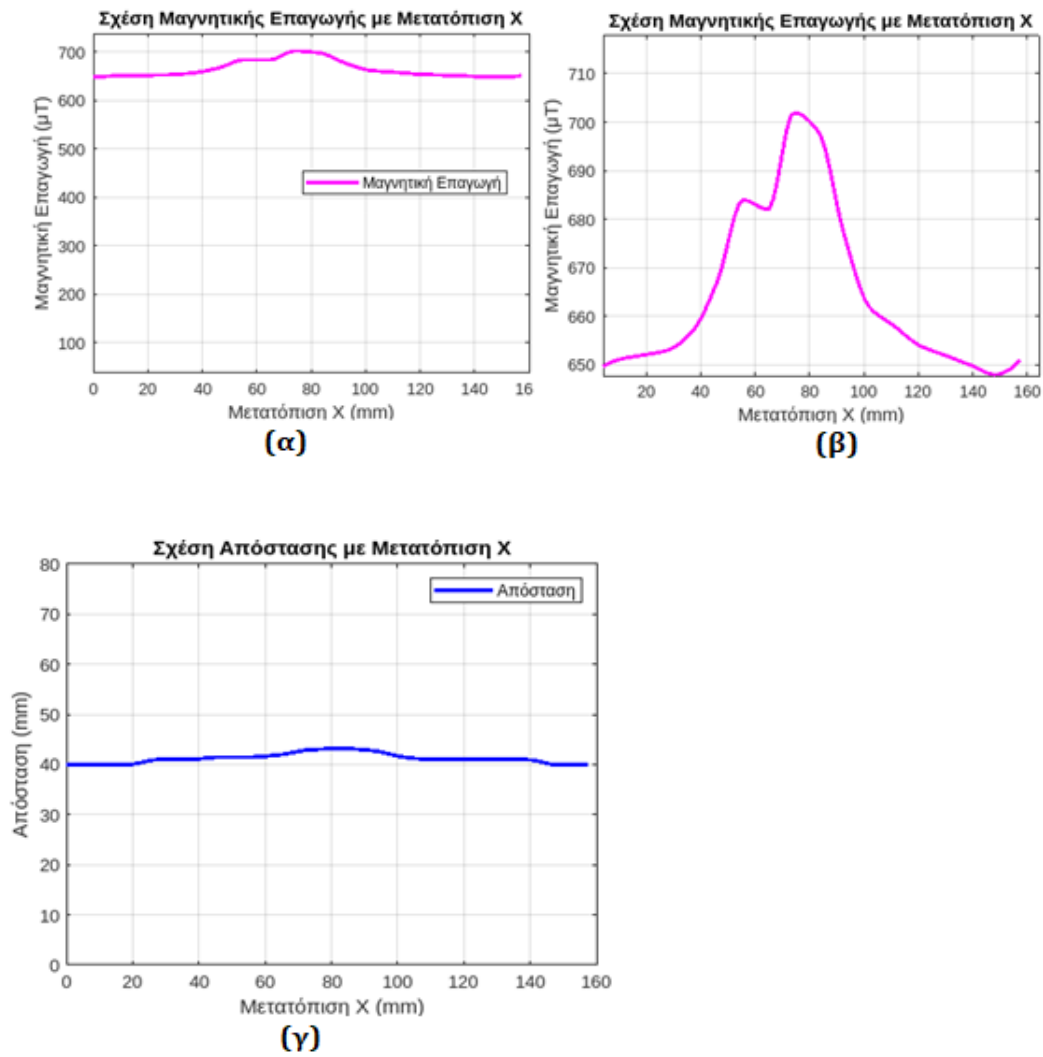 Σχέση Μαγνητικής Επαγωγής με Μετατόπιση X
700
600
500
400
300
200
100
Μαγνητική Επαγωγή (μT)
Μαγνητική Επαγωγή
0 20 40 60 80 100 120 140 16
Μετατόπιση X (mm)
(α)
Σχέση Μαγνητικής Επαγωγής με Μετατόπιση X
710
700
690
680
670
660
650
Μαγνητική Επαγωγή (μT)
20 40 60 80 100 120 140 160
Μετατόπιση X (mm)
(β)
Σχέση Απόστασης με Μετατόπιση X
80
70
60
50
40
30
20
10
0
Απόσταση (mm)
Απόσταση
0 20 40 60 80 100 120 140 160
Μετατόπιση X (mm)
(γ)